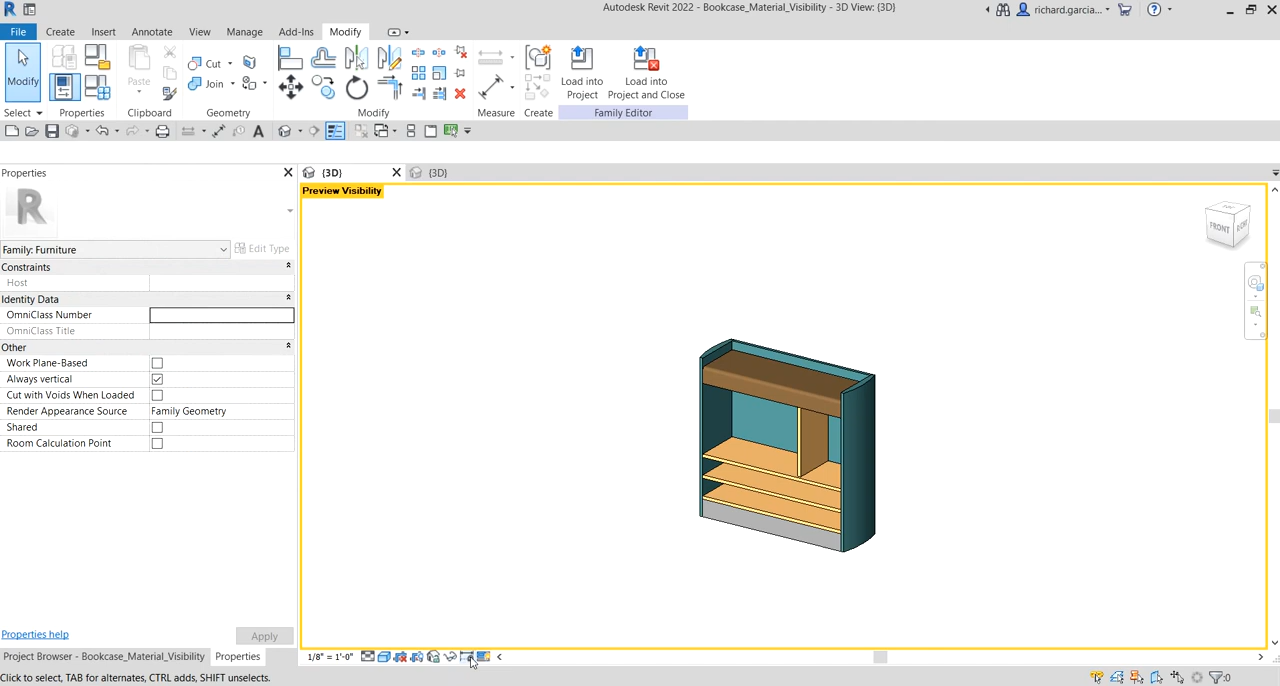 Autodesk Revit 2022 - Bookcase_Material_Visibility - 3D View: {3D}
richard.garcia...
File Create Insert Annotate View Manage Add-Ins Modify
Modify
Paste
Cut
Join
Load into
Project
Load into
Project and Close
Select Properties Clipboard Geometry Modify Measure Create Family Editor
Properties
{3D}
{3D}
Preview Visibility
R
FRONT
Family: Furniture
Edit Type
Constraints
Host
Identity Data
OmniClass Number
OmniClass Title
Other
Work Plane-Based
Always vertical
Cut with Voids When Loaded
Render Appearance Source Family Geometry
Shared
Room Calculation Point
Properties help
Apply
Project Browser - Bookcase_Material_Visibility Properties
1/8" = 1'-0"
Click to select, TAB for alternates, CTRL adds, SHIFT unselects.
:0